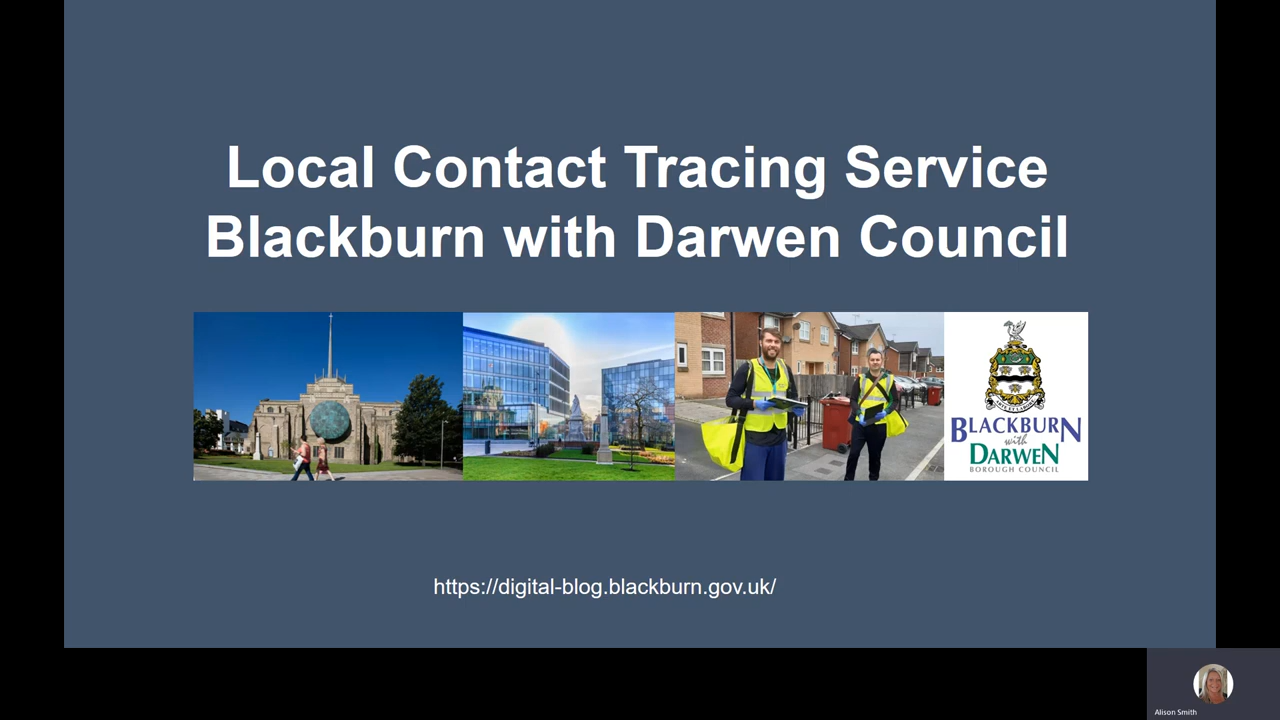 Local Contact Tracing Service
Blackburn with Darwen Council
BLACKBURN
with
DARWEN
BOROUGH COUNCIL
https://digital-blog.blackburn.gov.uk/
Alison Smith